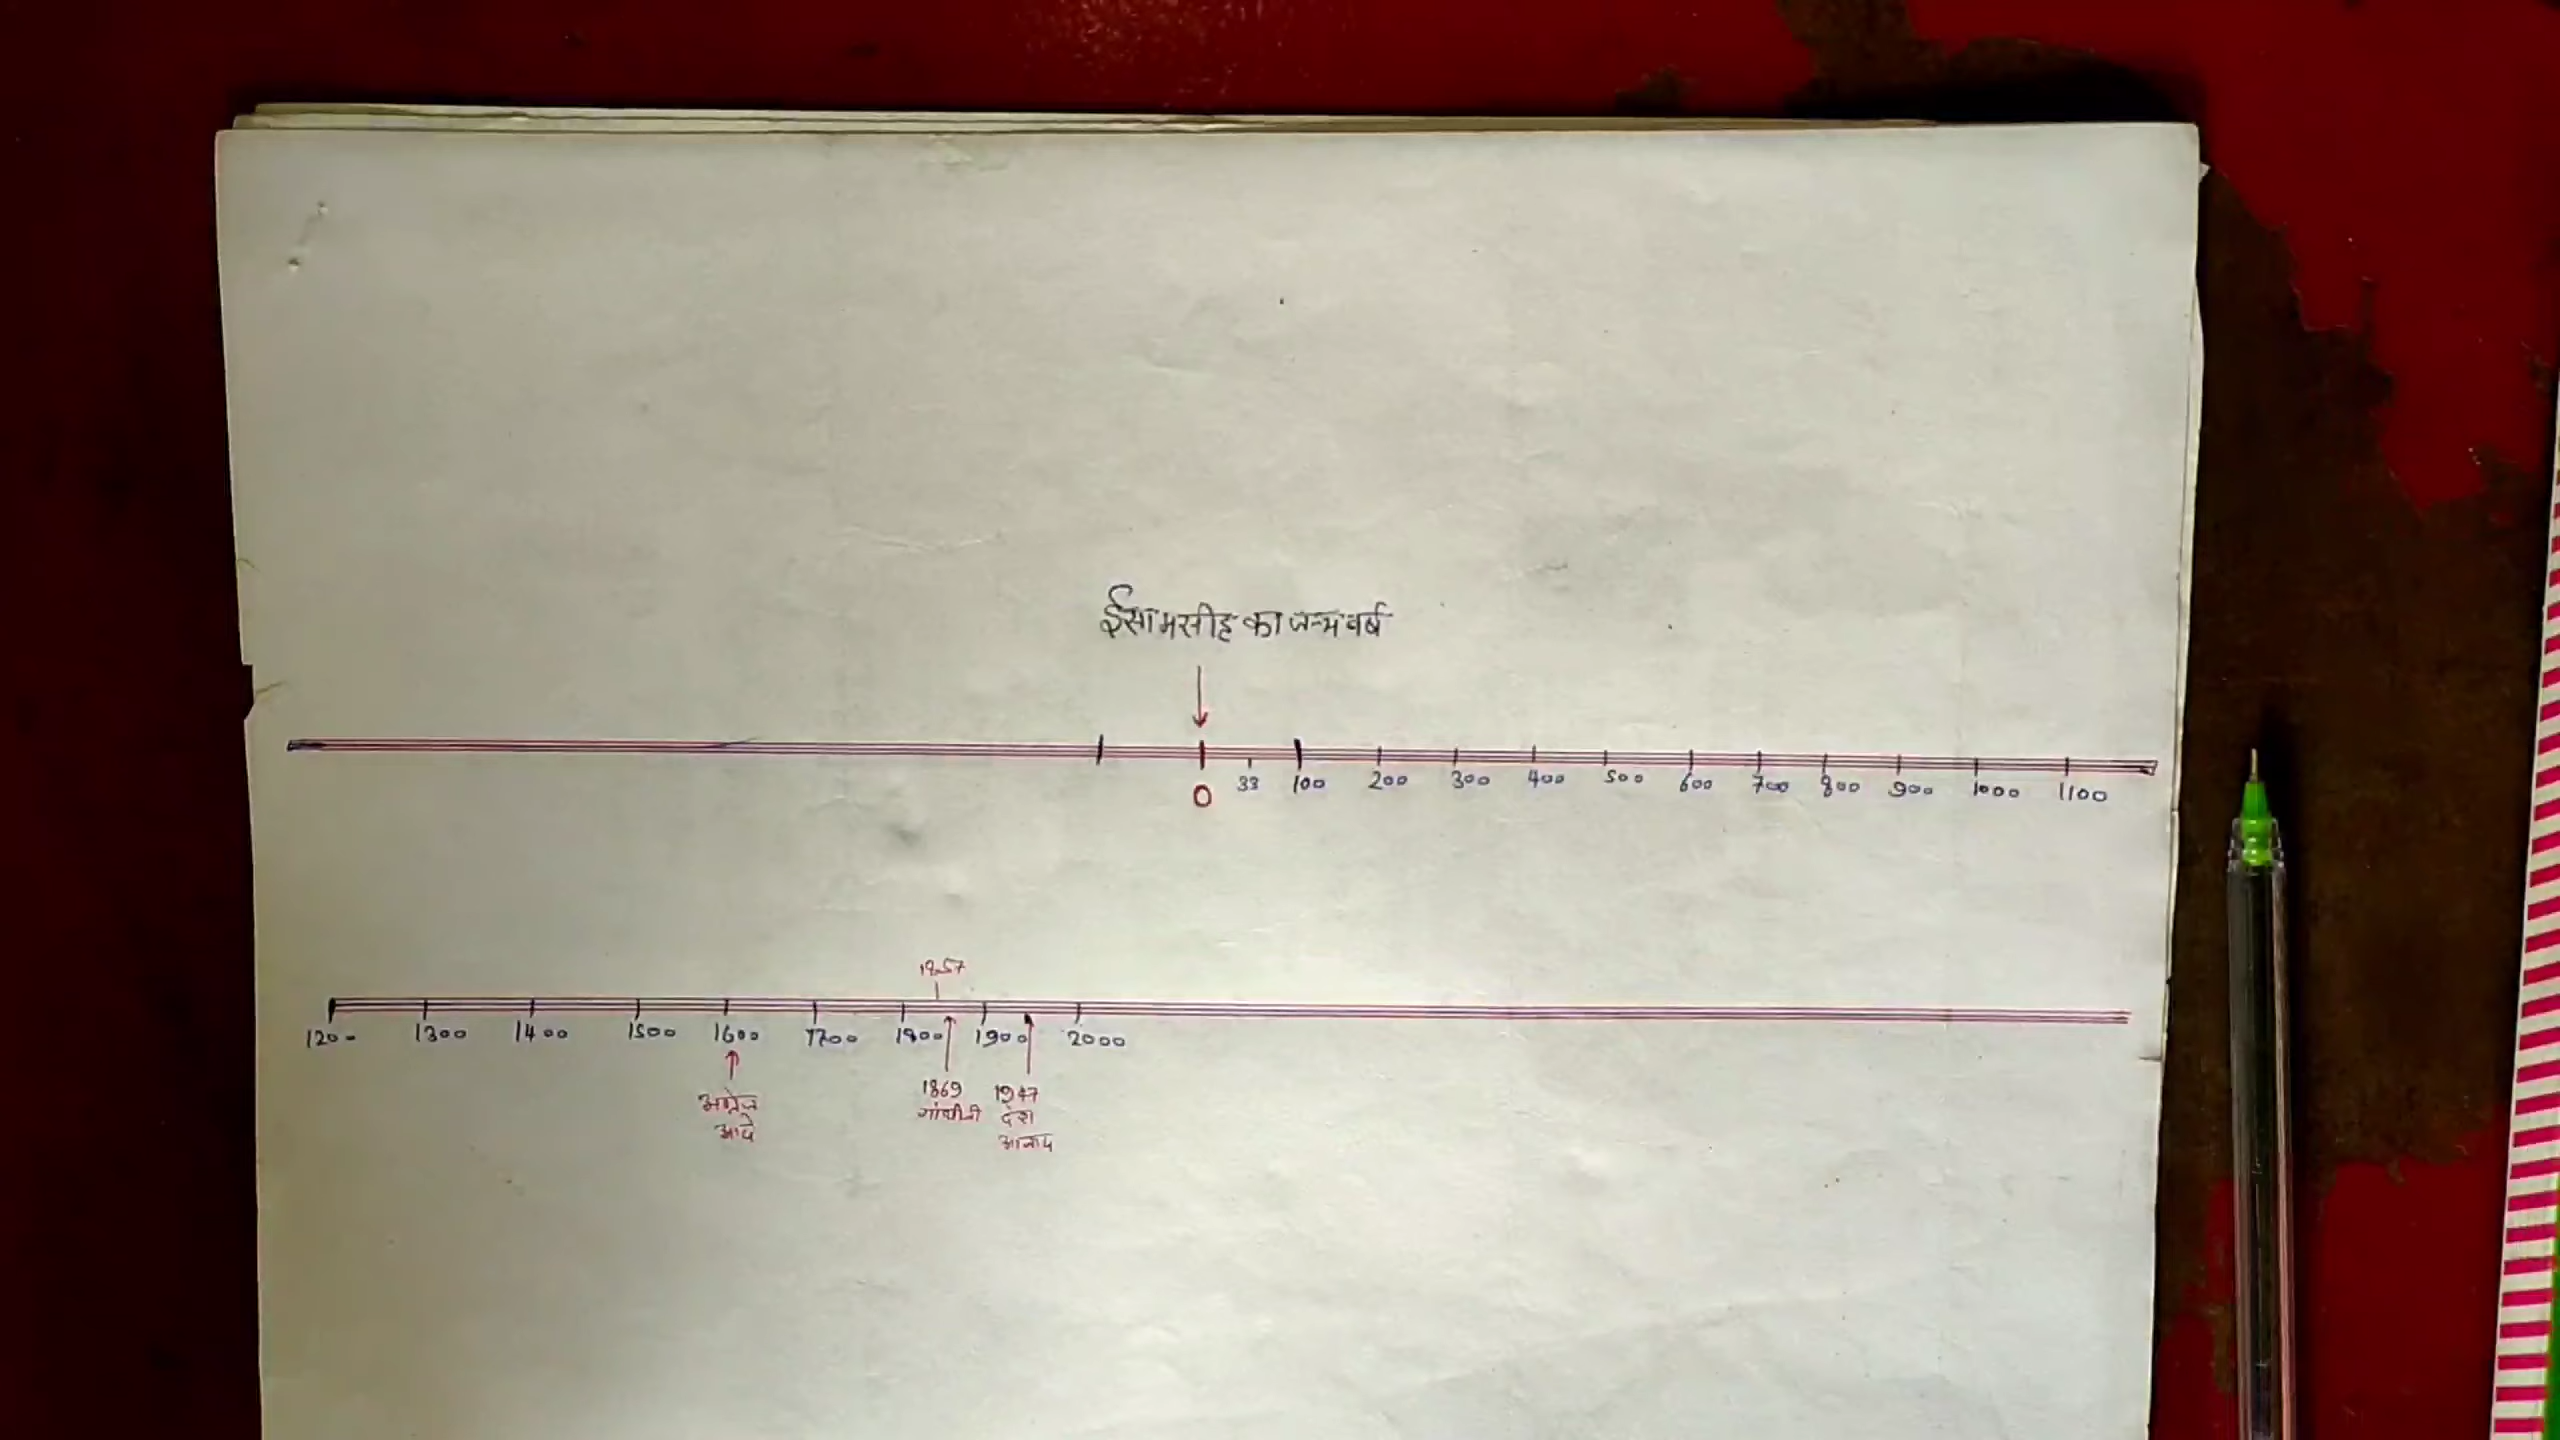 ईसा मसीह का जन्म वर्ष
0 33 100 200 300 400 500 600 700 800 900 1000 1100
1857
1200 1300 1400 1500 1600 1700 1800 1900 2000
अंग्रेज 1869 1947
आये गांधीजी देश
आजाद